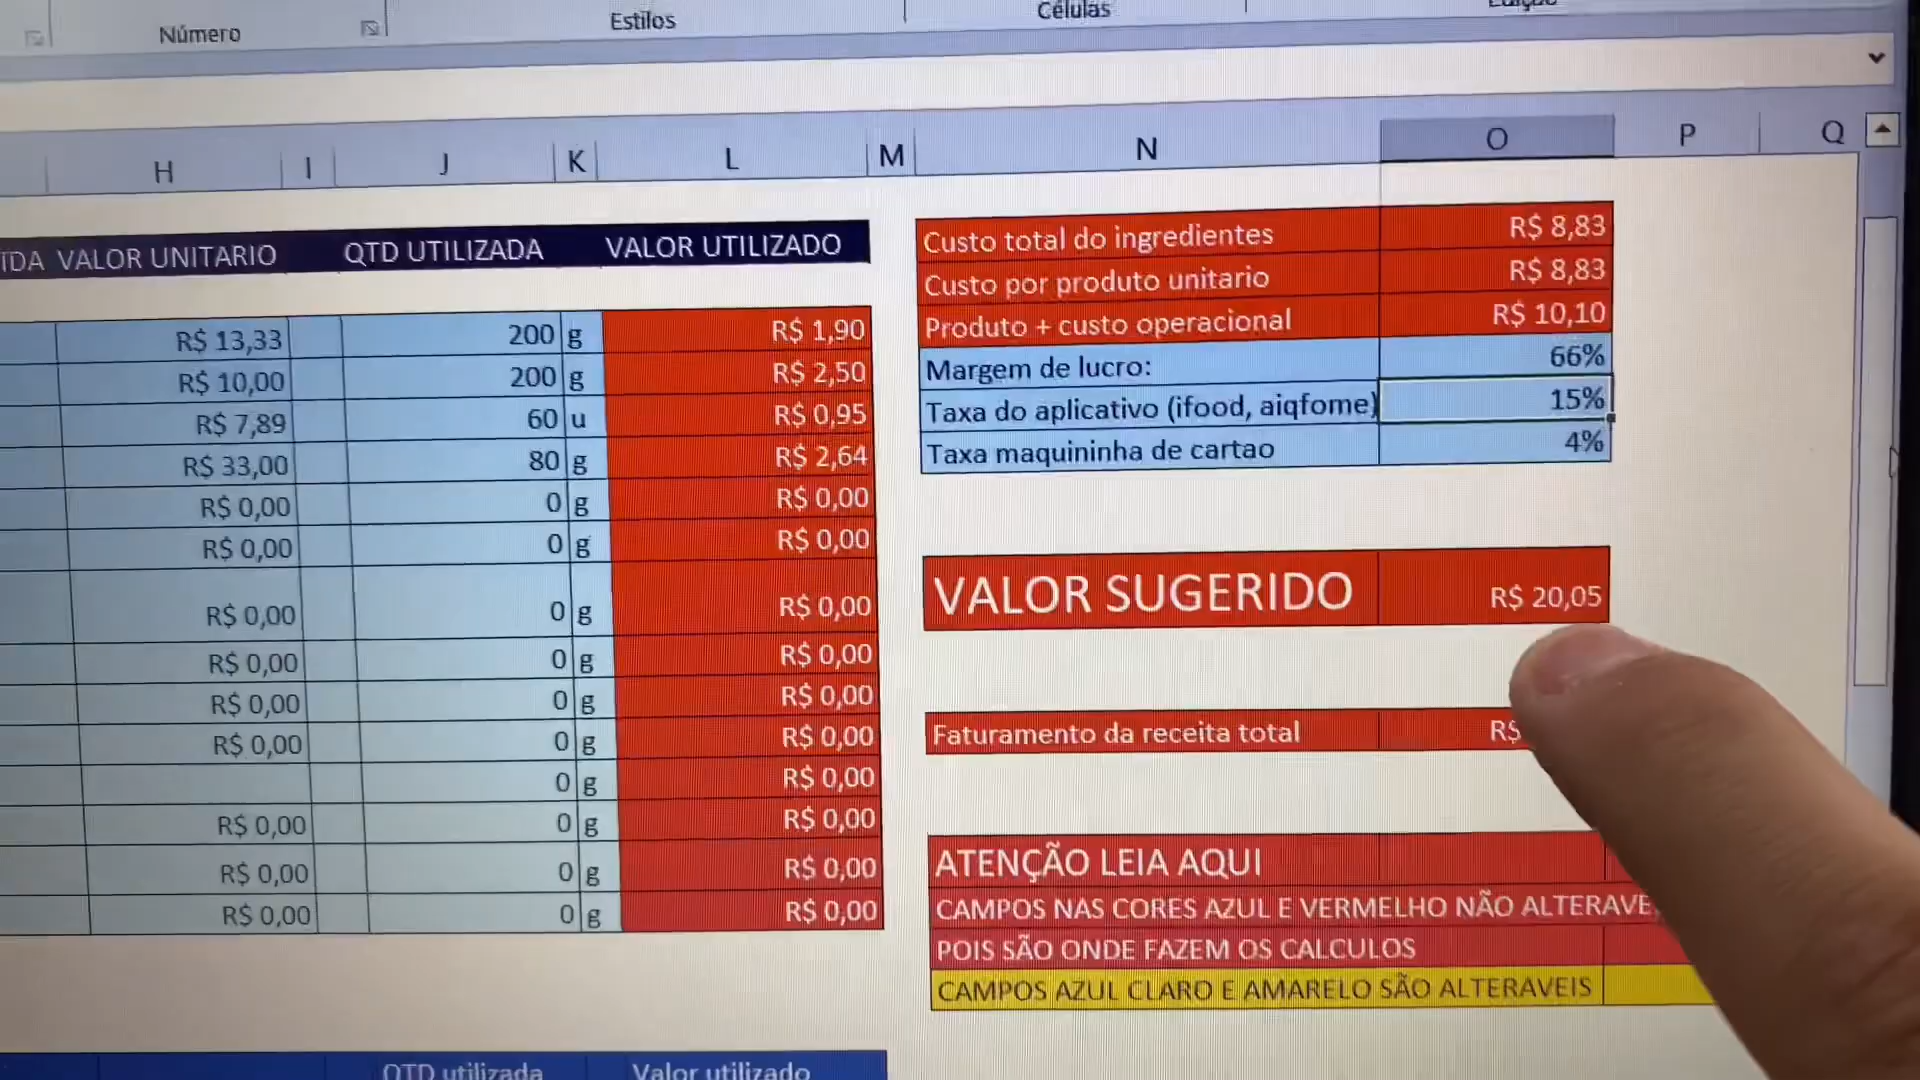 Número
Estilos
Células
H I J K L M N O P Q
VALOR UNITARIO QTD UTILIZADA VALOR UTILIZADO
R$ 13,33 200 g R$ 1,90
R$ 10,00 200 g R$ 2,50
R$ 7,89 60 u R$ 0,95
R$ 33,00 80 g R$ 2,64
R$ 0,00 0 g R$ 0,00
R$ 0,00 0 g R$ 0,00
R$ 0,00 0 g R$ 0,00
R$ 0,00 0 g R$ 0,00
R$ 0,00 0 g R$ 0,00
R$ 0,00 0 g R$ 0,00
0 g R$ 0,00
R$ 0,00 0 g R$ 0,00
R$ 0,00 0 g R$ 0,00
R$ 0,00 0 g R$ 0,00
QTD utilizada Valor utilizado
Custo total do ingredientes R$ 8,83
Custo por produto unitario R$ 8,83
Produto + custo operacional R$ 10,10
Margem de lucro: 66%
Taxa do aplicativo (ifood, aiqfome) 15%
Taxa maquininha de cartao 4%
VALOR SUGERIDO R$ 20,05
Faturamento da receita total R$
ATENÇÃO LEIA AQUI
CAMPOS NAS CORES AZUL E VERMELHO NÃO
POIS SÃO ONDE FAZEM OS CALCULOS
CAMPOS AZUL CLARO E AMARELO SÃO ALTERAVEIS